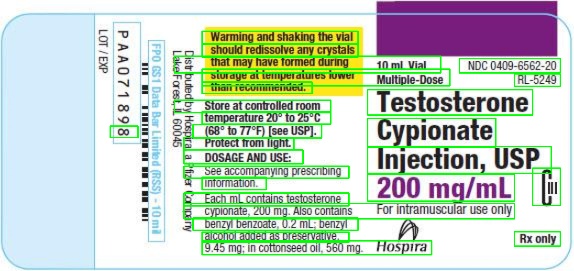 LOT / EXP
PAA071898
FPO GS1 Data Bar Limited (RSS) - 10 mil
Distributed by Hospira, a Pfizer Company
Lake Forest, IL 60045
Warming and shaking the vial
should redissolve any crystals
that may have formed during
storage at temperatures lower
than recommended.
Store at controlled room
temperature 20° to 25°C
(68° to 77°F) [see USP].
Protect from light.
DOSAGE AND USE:
See accompanying prescribing
information.
Each mL contains testosterone
cypionate, 200 mg. Also contains
benzyl benzoate, 0.2 mL; benzyl
alcohol added as preservative,
9.45 mg; in cottonseed oil, 560 mg.
10 mL Vial
Multiple-Dose
NDC 0409-6562-20
RL-5249
Testosterone
Cypionate
Injection, USP
200 mg/mL
CIII
For intramuscular use only
Hospira
Rx only